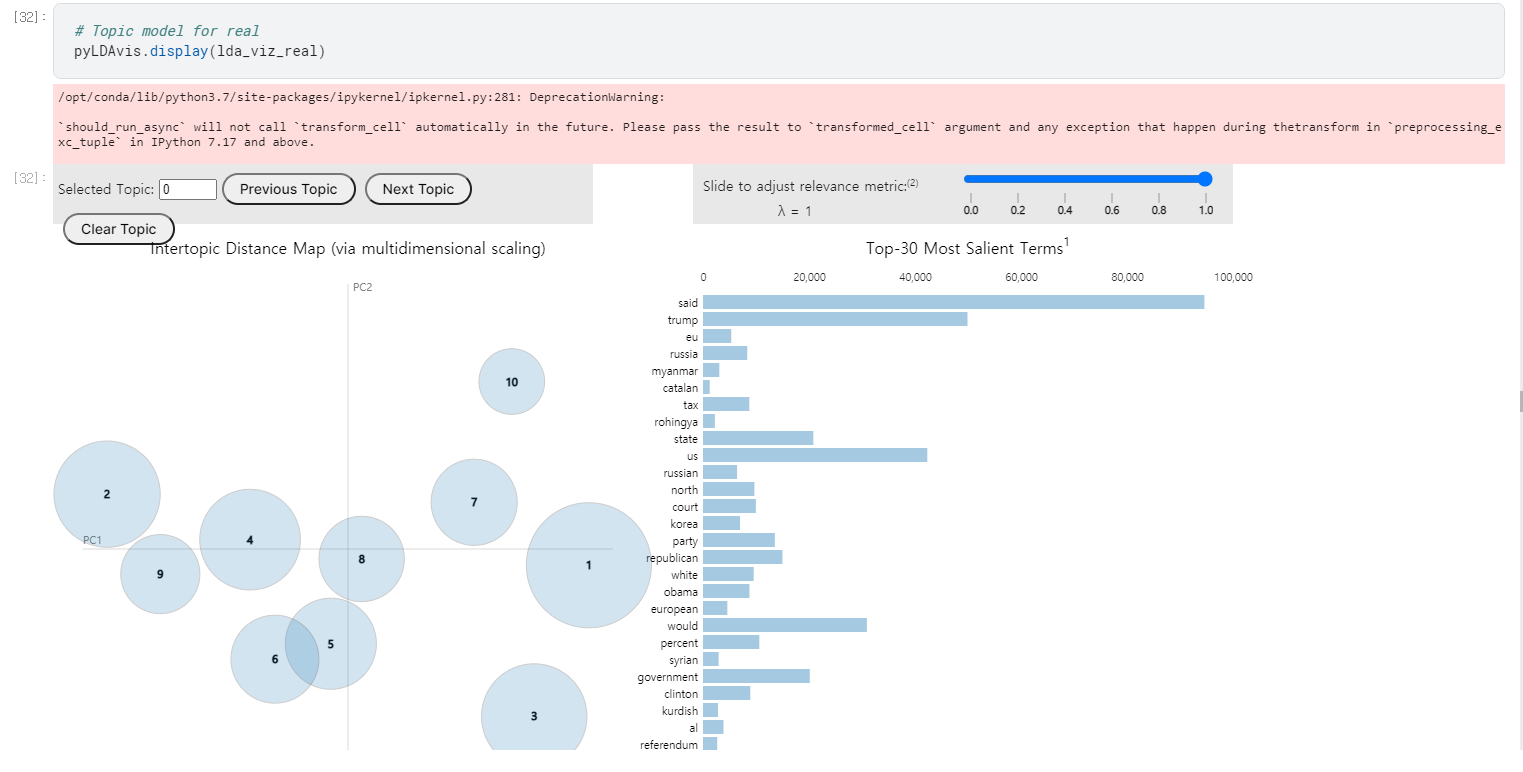 [32]:
# Topic model for real
pyLDAvis.display(lda_viz_real)
/opt/conda/lib/python3.7/site-packages/ipykernel/ipkernel.py:281: DeprecationWarning:
`should_run_async` will not call `transform_cell` automatically in the future. Please pass the result to `transformed_cell` argument and any exception that happen during thetransform in `preprocessing_e
xc_tuple` in IPython 7.17 and above.
[32]:
Selected Topic: 0 Previous Topic Next Topic
Clear Topic
Slide to adjust relevance metric:(2)
λ = 1
0.0 0.2 0.4 0.6 0.8 1.0
Intertopic Distance Map (via multidimensional scaling)
PC2
10
2
7
4
PC1
8
1
9
5
6
3
Top-30 Most Salient Terms1
0 20,000 40,000 60,000 80,000 100,000
said
trump
eu
russia
myanmar
catalan
tax
rohingya
state
us
russian
north
court
korea
party
republican
white
obama
european
would
percent
syrian
government
clinton
kurdish
al
referendum